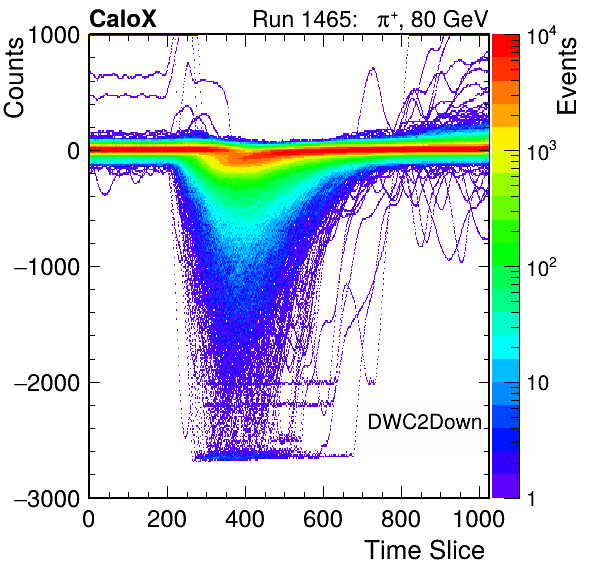 CaloX Run 1465: π⁺, 80 GeV
Counts
Events
1000
0
−1000
−2000
−3000
10⁴
10³
10²
10
1
DWC2Down
0 200 400 600 800 1000
Time Slice